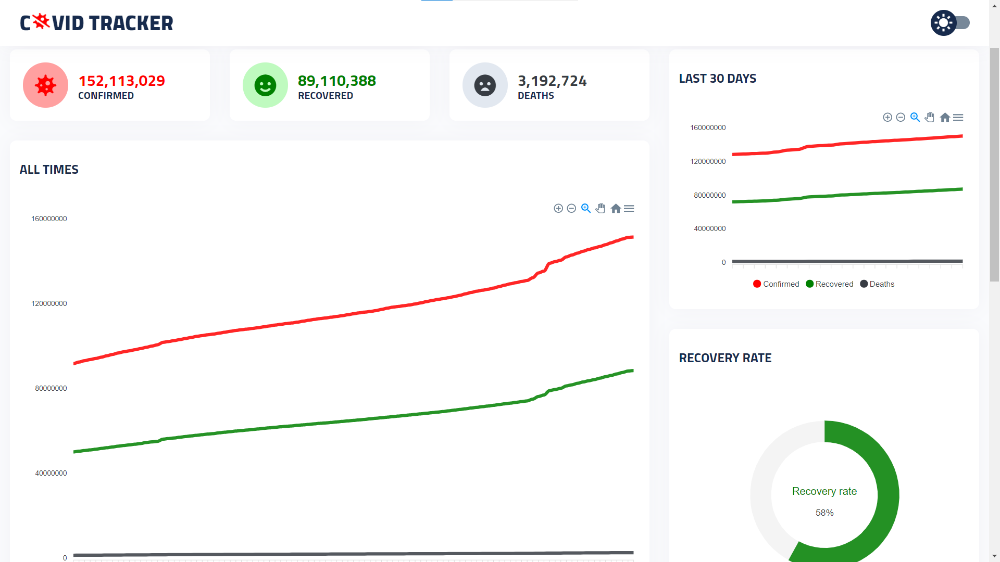 C VID TRACKER
152,113,029
CONFIRMED
89,110,388
RECOVERED
3,192,724
DEATHS
ALL TIMES
160000000
120000000
80000000
40000000
0
LAST 30 DAYS
160000000
120000000
80000000
40000000
0
Confirmed Recovered Deaths
RECOVERY RATE
Recovery rate
58%